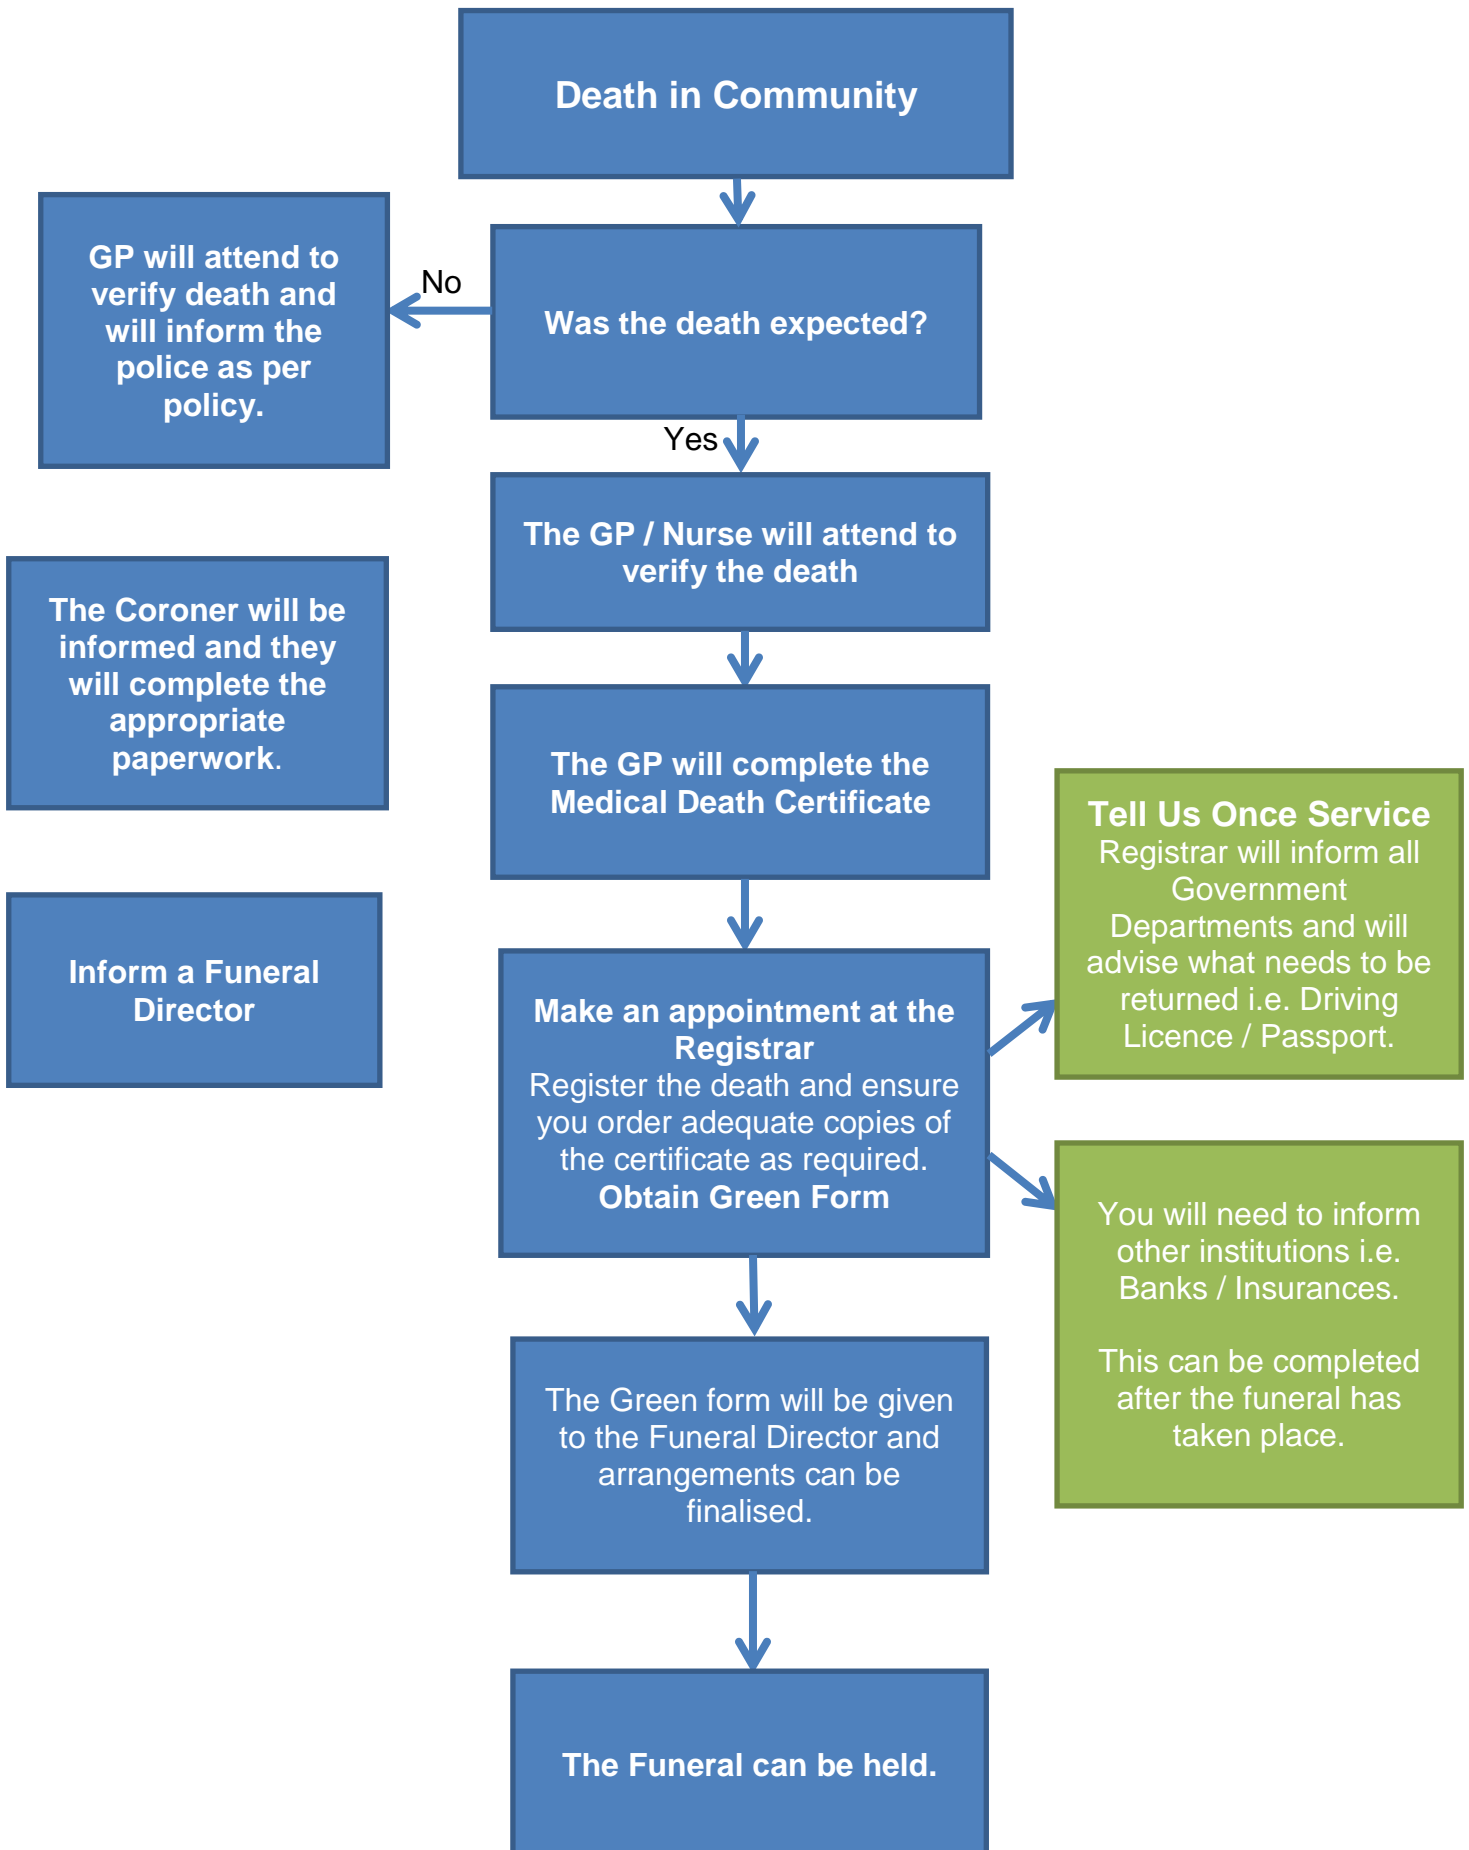 Death in Community
GP will attend to
verify death and
will inform the
police as per
policy.
No
Was the death expected?
Yes
The GP / Nurse will attend to
verify the death
The Coroner will be
informed and they
will complete the
appropriate
paperwork.
The GP will complete the
Medical Death Certificate
Tell Us Once Service
Registrar will inform all
Government
Departments and will
advise what needs to be
returned i.e. Driving
Licence / Passport.
Inform a Funeral
Director
Make an appointment at the
Registrar
Register the death and ensure
you order adequate copies of
the certificate as required.
Obtain Green Form
You will need to inform
other institutions i.e.
Banks / Insurances.
This can be completed
after the funeral has
taken place.
The Green form will be given
to the Funeral Director and
arrangements can be
finalised.
The Funeral can be held.